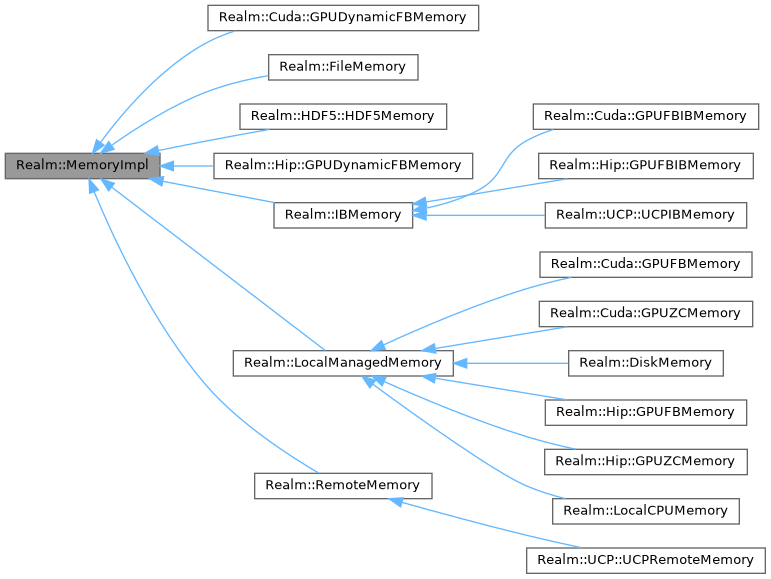 Realm::Cuda::GPUDynamicFBMemory
Realm::FileMemory
Realm::HDF5::HDF5Memory
Realm::Cuda::GPUFBIBMemory
Realm::MemoryImpl
Realm::Hip::GPUDynamicFBMemory
Realm::Hip::GPUFBIBMemory
Realm::IBMemory
Realm::UCP::UCPIBMemory
Realm::Cuda::GPUFBMemory
Realm::Cuda::GPUZCMemory
Realm::LocalManagedMemory
Realm::DiskMemory
Realm::Hip::GPUFBMemory
Realm::Hip::GPUZCMemory
Realm::RemoteMemory
Realm::LocalCPUMemory
Realm::UCP::UCPRemoteMemory